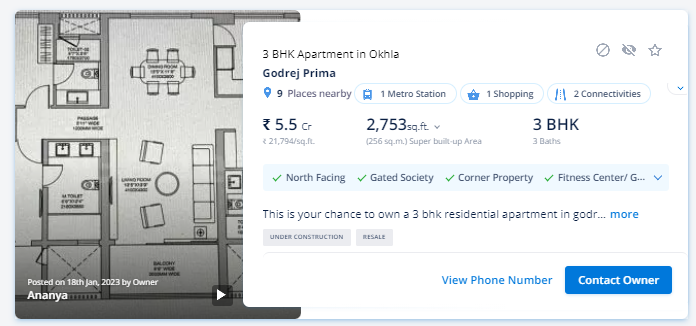 3 BHK Apartment in Okhla
Godrej Prima
9 Places nearby
1 Metro Station
1 Shopping
2 Connectivities
₹ 5.5 Cr
₹ 21,794/sq.ft.
2,753sq.ft.
(256 sq.m.) Super built-up Area
3 BHK
3 Baths
North Facing
Gated Society
Corner Property
Fitness Center/ G...
This is your chance to own a 3 bhk residential apartment in godr... more
UNDER CONSTRUCTION
RESALE
View Phone Number
Contact Owner
DINING ROOM
PASSAGE
LIVING ROOM
BALCONY
Posted on 18th Jan, 2023 by Owner
Ananya